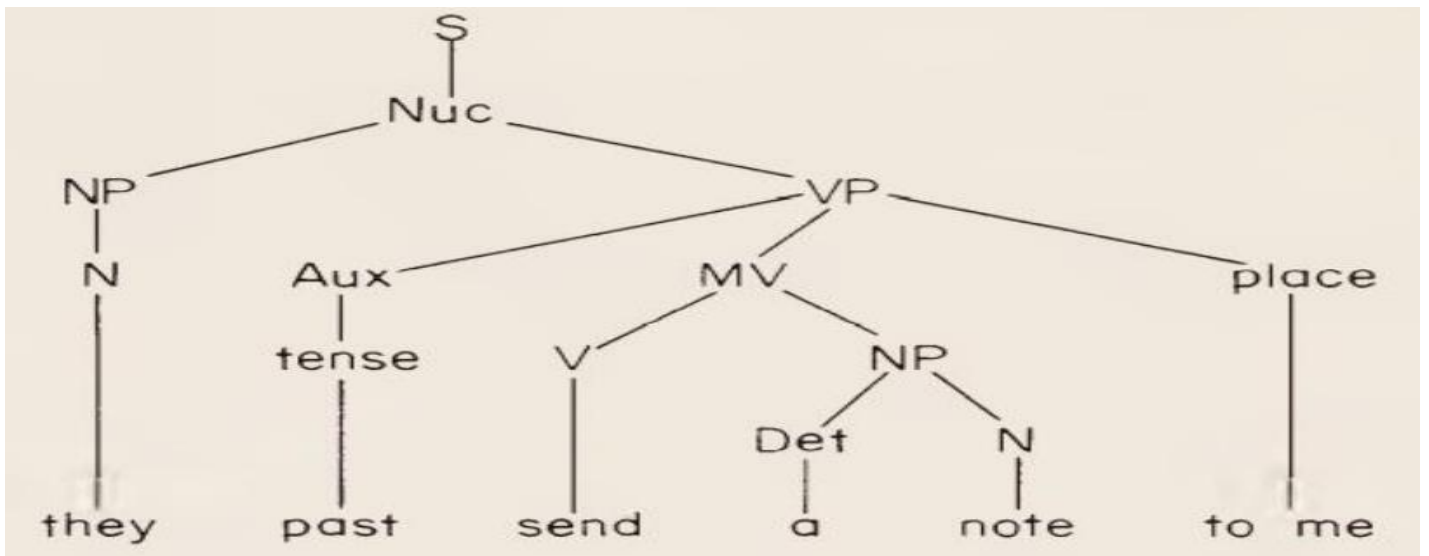 S
Nuc
NP VP
N Aux MV place
tense V NP
Det N
they past send a note to me